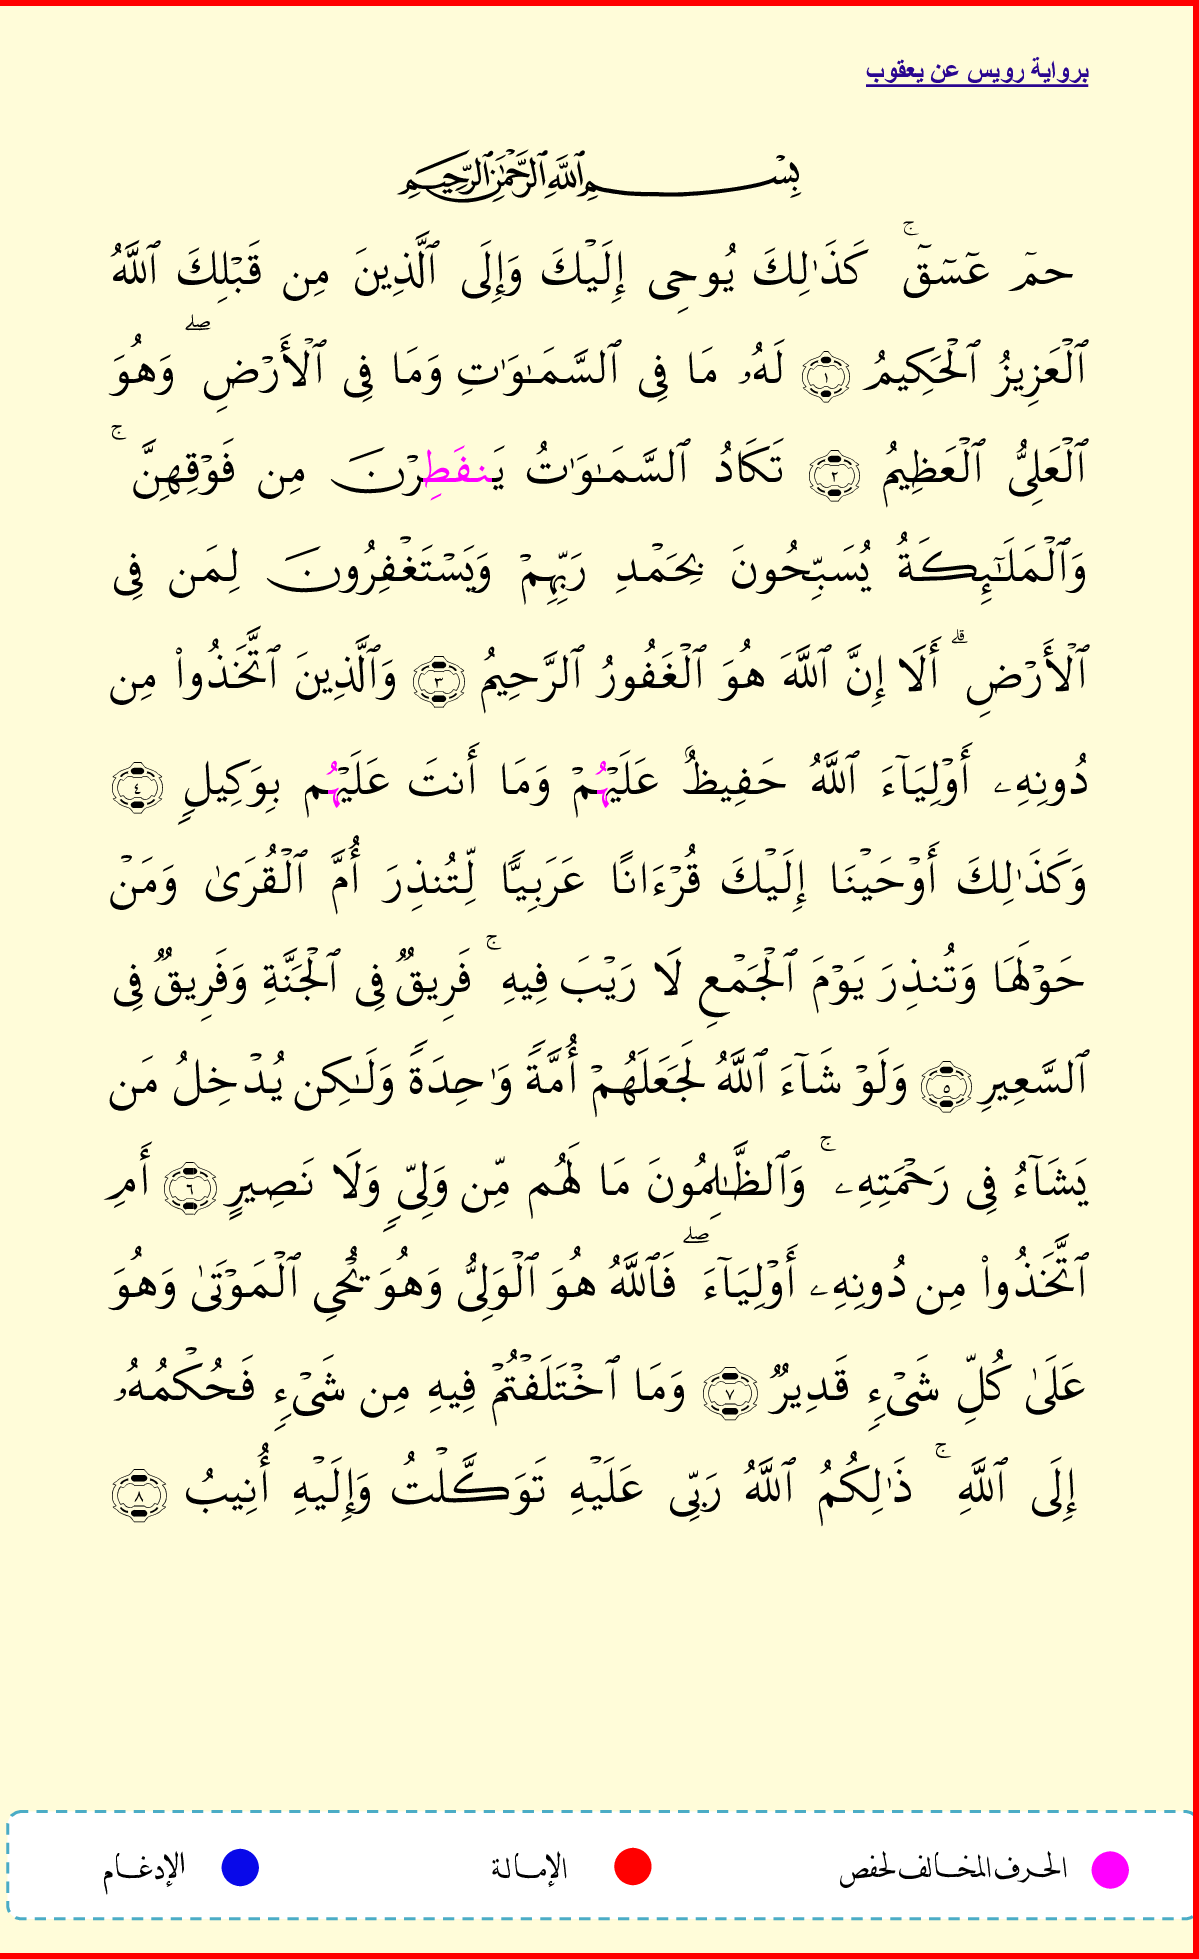 برواية رويس عن يعقوب
بِسْمِ ٱللَّهِ ٱلرَّحْمَٰنِ ٱلرَّحِيمِ
حمٓ عٓسٓقٓۚ كَذَٰلِكَ يُوحِىٓ إِلَيْكَ وَإِلَى ٱلَّذِينَ مِن قَبْلِكَ ٱللَّهُ
ٱلْعَزِيزُ ٱلْحَكِيمُ ١ لَهُۥ مَا فِى ٱلسَّمَٰوَٰتِ وَمَا فِى ٱلْأَرْضِۖ وَهُوَ
ٱلْعَلِىُّ ٱلْعَظِيمُ ٢ تَكَادُ ٱلسَّمَٰوَٰتُ يَنفَطِرْنَ مِن فَوْقِهِنَّۚ
وَٱلْمَلَٰٓئِكَةُ يُسَبِّحُونَ بِحَمْدِ رَبِّهِمْ وَيَسْتَغْفِرُونَ لِمَن فِى
ٱلْأَرْضِۗ أَلَا إِنَّ ٱللَّهَ هُوَ ٱلْغَفُورُ ٱلرَّحِيمُ ٣ وَٱلَّذِينَ ٱتَّخَذُوا۟ مِن
دُونِهِۦ أَوْلِيَآءَ ٱللَّهُ حَفِيظٌ عَلَيْهُمْ وَمَا أَنتَ عَلَيْهُم بِوَكِيلٍ ٤
وَكَذَٰلِكَ أَوْحَيْنَا إِلَيْكَ قُرْءَانًا عَرَبِيًّا لِّتُنذِرَ أُمَّ ٱلْقُرَىٰ وَمَنْ
حَوْلَهَا وَتُنذِرَ يَوْمَ ٱلْجَمْعِ لَا رَيْبَ فِيهِۚ فَرِيقٌ فِى ٱلْجَنَّةِ وَفَرِيقٌ فِى
ٱلسَّعِيرِ ٥ وَلَوْ شَآءَ ٱللَّهُ لَجَعَلَهُمْ أُمَّةً وَٰحِدَةً وَلَٰكِن يُدْخِلُ مَن
يَشَآءُ فِى رَحْمَتِهِۦۚ وَٱلظَّٰلِمُونَ مَا لَهُم مِّن وَلِىٍّ وَلَا نَصِيرٍ ٦ أَمِ
ٱتَّخَذُوا۟ مِن دُونِهِۦ أَوْلِيَآءَۖ فَٱللَّهُ هُوَ ٱلْوَلِىُّ وَهُوَ يُحْىِ ٱلْمَوْتَىٰ وَهُوَ
عَلَىٰ كُلِّ شَىْءٍ قَدِيرٌ ٧ وَمَا ٱخْتَلَفْتُمْ فِيهِ مِن شَىْءٍ فَحُكْمُهُۥ
إِلَى ٱللَّهِۚ ذَٰلِكُمُ ٱللَّهُ رَبِّى عَلَيْهِ تَوَكَّلْتُ وَإِلَيْهِ أُنِيبُ ٨
الحرف المخالف لحفص الإمالة الإدغام